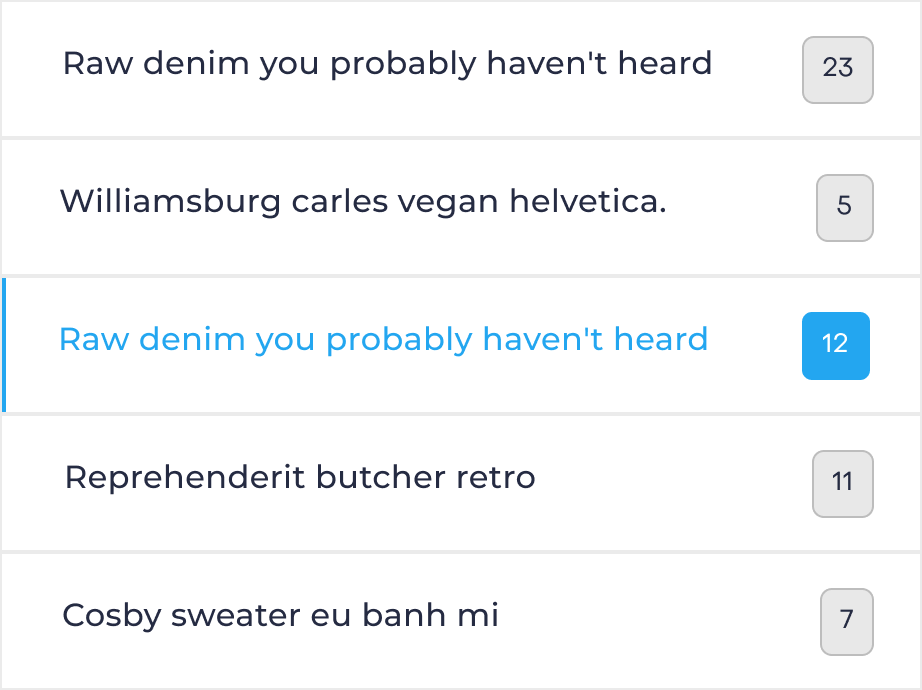 Raw denim you probably haven't heard 23
Williamsburg carles vegan helvetica. 5
Raw denim you probably haven't heard 12
Reprehenderit butcher retro 11
Cosby sweater eu banh mi 7